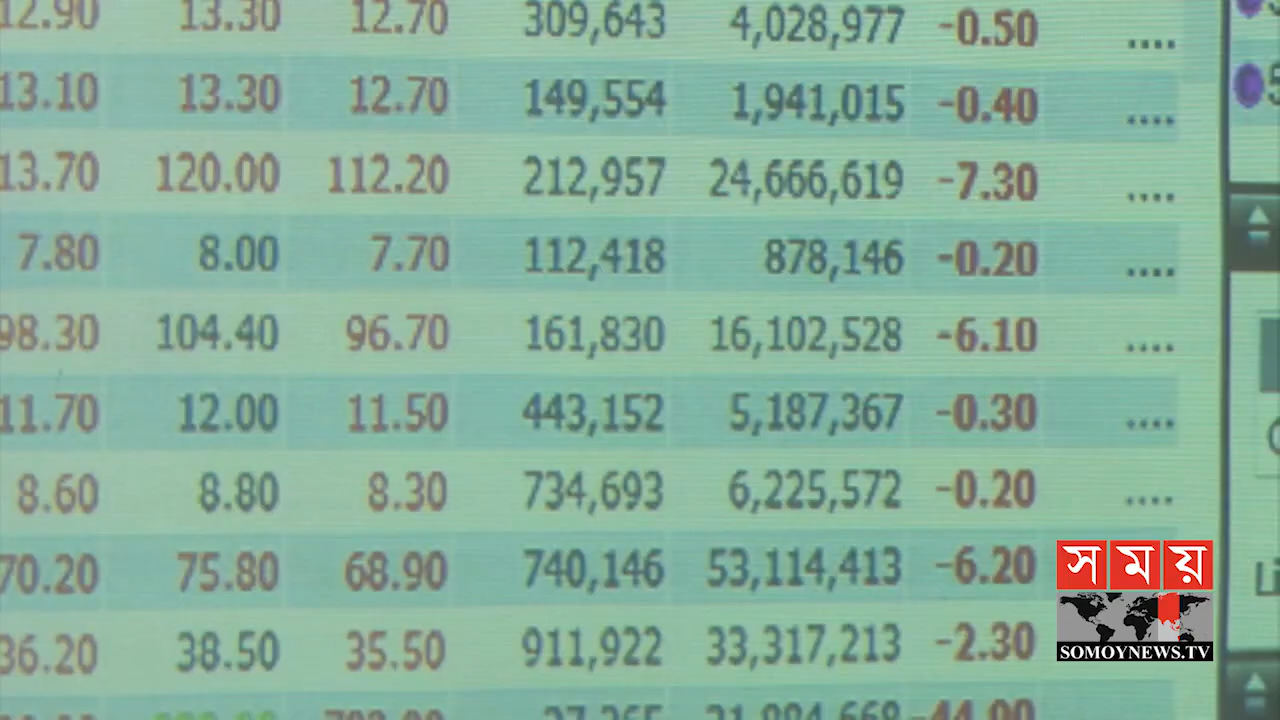 12.90 13.30 12.70 309,643 4,028,977 -0.50 ....
13.10 13.30 12.70 149,554 1,941,015 -0.40 ....
13.70 120.00 112.20 212,957 24,666,619 -7.30 ....
7.80 8.00 7.70 112,418 878,146 -0.20 ....
98.30 104.40 96.70 161,830 16,102,528 -6.10 ....
11.70 12.00 11.50 443,152 5,187,367 -0.30 ....
8.60 8.80 8.30 734,693 6,225,572 -0.20 ....
70.20 75.80 68.90 740,146 53,114,413 -6.20
36.20 38.50 35.50 911,922 33,317,213 -2.30
সময়
SOMOYNEWS.TV